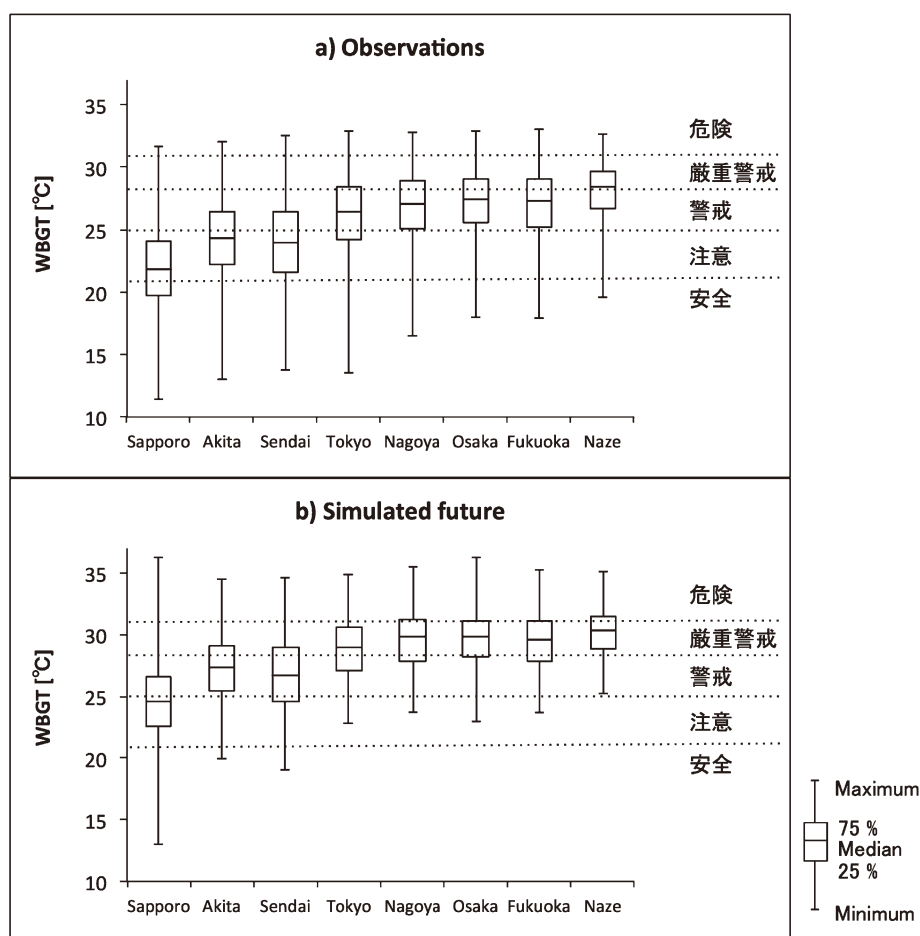 a) Observations
WBGT [℃]
35
30
25
20
15
10
危険
厳重警戒
警戒
注意
安全
Sapporo Akita Sendai Tokyo Nagoya Osaka Fukuoka Naze
b) Simulated future
WBGT [℃]
35
30
25
20
15
10
危険
厳重警戒
警戒
注意
安全
Sapporo Akita Sendai Tokyo Nagoya Osaka Fukuoka Naze
Maximum
75 %
Median
25 %
Minimum